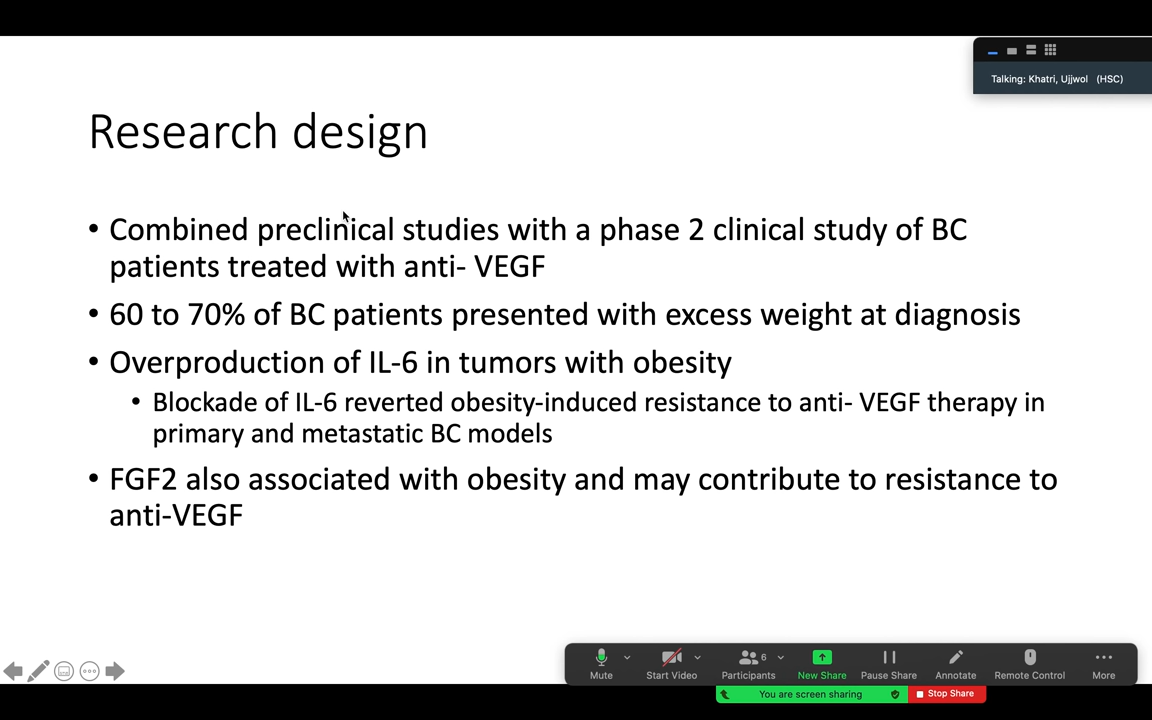 Talking: Khatri, Ujjwol (HSC)
Research design
• Combined preclinical studies with a phase 2 clinical study of BC
patients treated with anti- VEGF
• 60 to 70% of BC patients presented with excess weight at diagnosis
• Overproduction of IL-6 in tumors with obesity
• Blockade of IL-6 reverted obesity-induced resistance to anti- VEGF therapy in
primary and metastatic BC models
• FGF2 also associated with obesity and may contribute to resistance to
anti-VEGF
6
Mute Start Video Participants New Share Pause Share Annotate Remote Control More
You are screen sharing Stop Share